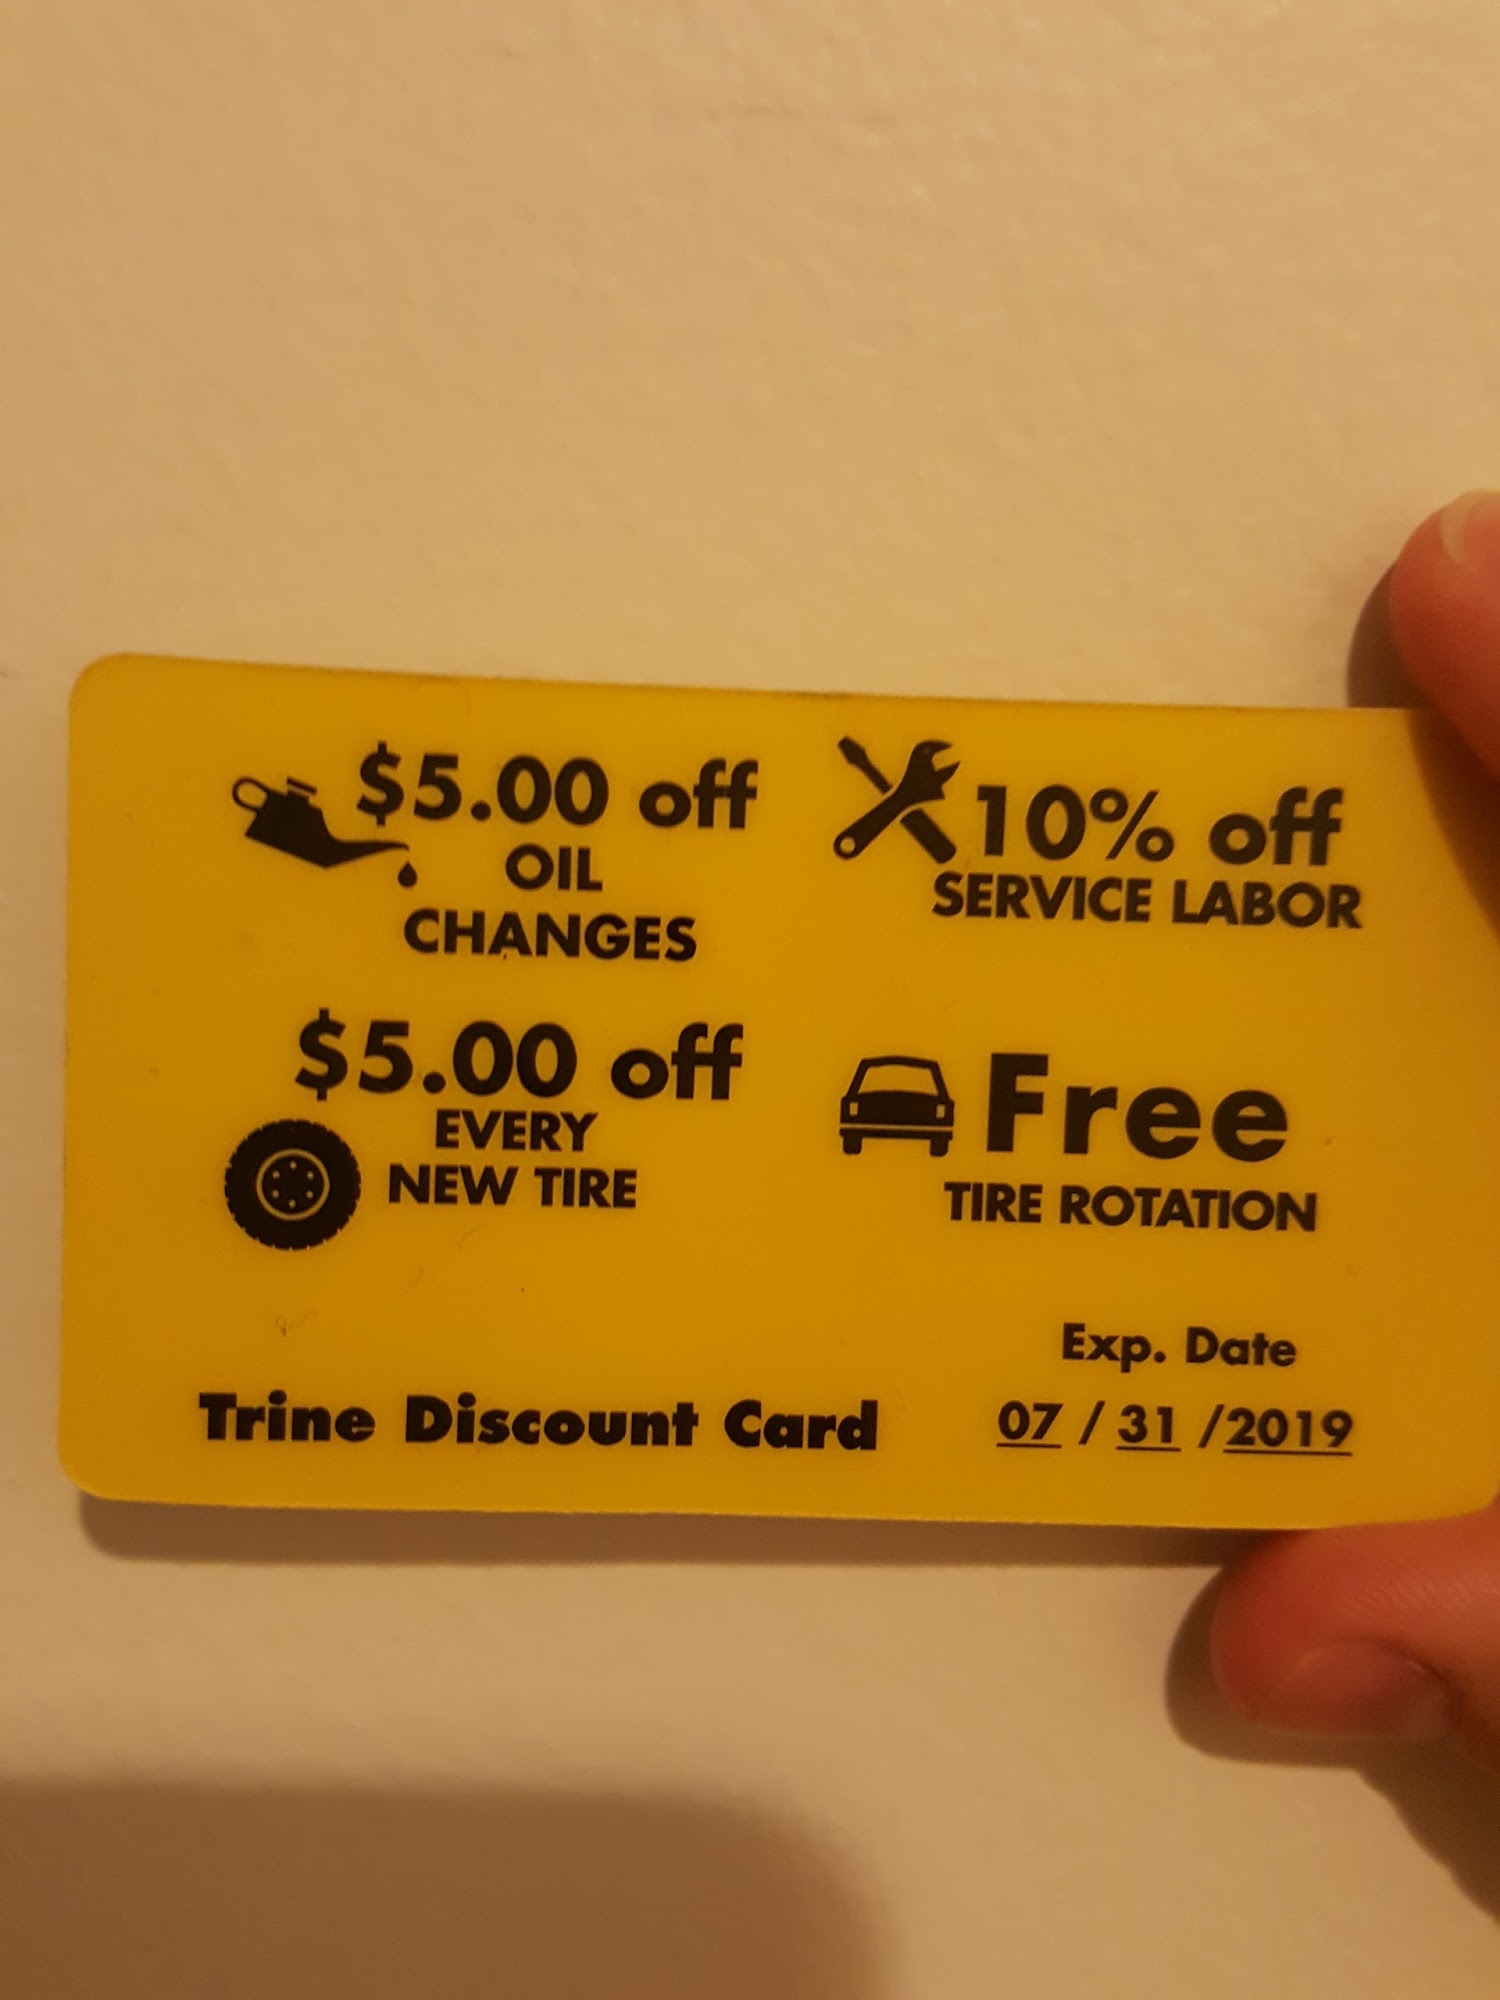 $5.00 off
OIL
CHANGES
10% off
SERVICE LABOR
$5.00 off
EVERY
NEW TIRE
Free
TIRE ROTATION
Exp. Date
Trine Discount Card
07 / 31 /2019